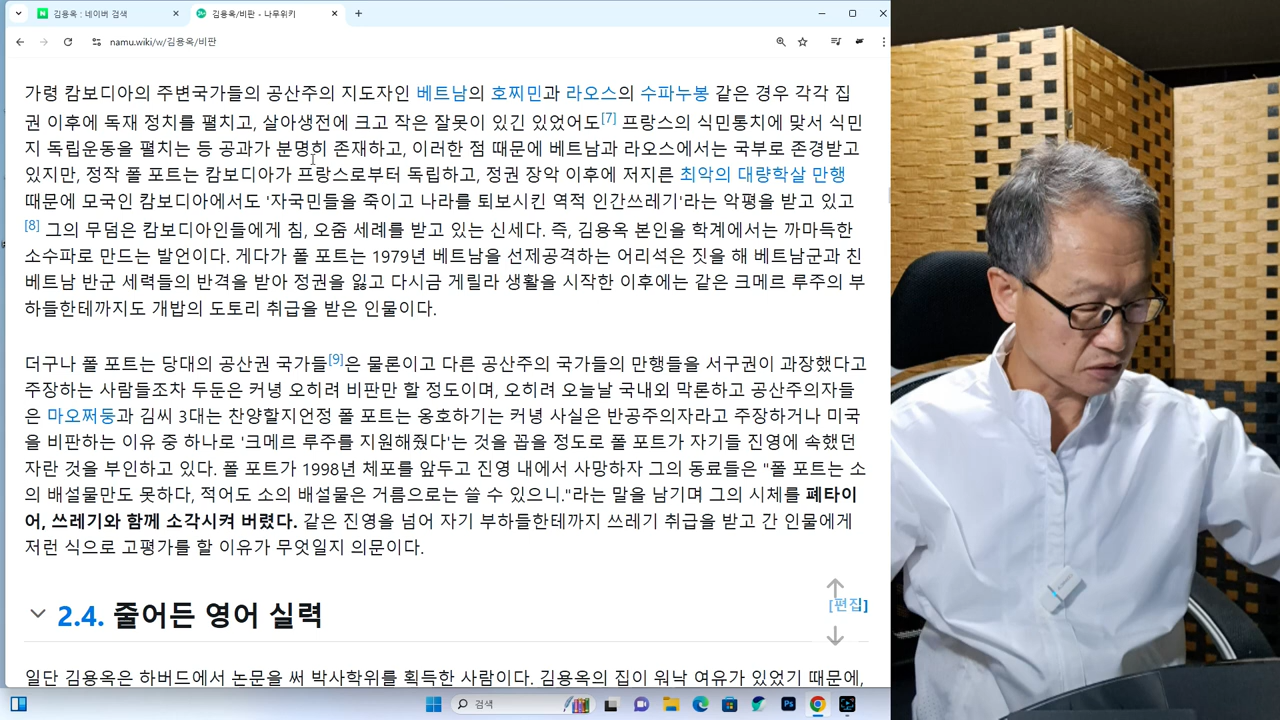 김용옥 : 네이버 검색
김용옥/비판 - 나무위키
namu.wiki/w/김용옥/비판
가령 캄보디아의 주변국가들의 공산주의 지도자인 베트남의 호찌민과 라오스의 수파누봉 같은 경우 각각 집
권 이후에 독재 정치를 펼치고, 살아생전에 크고 작은 잘못이 있긴 있었어도[7] 프랑스의 식민통치에 맞서 식민
지 독립운동을 펼치는 등 공과가 분명히 존재하고, 이러한 점 때문에 베트남과 라오스에서는 국부로 존경받고
있지만, 정작 폴 포트는 캄보디아가 프랑스로부터 독립하고, 정권 장악 이후에 저지른 최악의 대량학살 만행
때문에 모국인 캄보디아에서도 '자국민들을 죽이고 나라를 퇴보시킨 역적 인간쓰레기'라는 악평을 받고 있고
[8] 그의 무덤은 캄보디아인들에게 침, 오줌 세례를 받고 있는 신세다. 즉, 김용옥 본인을 학계에서는 까마득한
소수파로 만드는 발언이다. 게다가 폴 포트는 1979년 베트남을 선제공격하는 어리석은 짓을 해 베트남군과 친
베트남 반군 세력들의 반격을 받아 정권을 잃고 다시금 게릴라 생활을 시작한 이후에는 같은 크메르 루주의 부
하들한테까지도 개밥의 도토리 취급을 받은 인물이다.
더구나 폴 포트는 당대의 공산권 국가들[9]은 물론이고 다른 공산주의 국가들의 만행들을 서구권이 과장했다고
주장하는 사람들조차 두둔은 커녕 오히려 비판만 할 정도이며, 오히려 오늘날 국내외 막론하고 공산주의자들
은 마오쩌둥과 김씨 3대는 찬양할지언정 폴 포트는 옹호하기는 커녕 사실은 반공주의자라고 주장하거나 미국
을 비판하는 이유 중 하나로 '크메르 루주를 지원해줬다'는 것을 꼽을 정도로 폴 포트가 자기들 진영에 속했던
자란 것을 부인하고 있다. 폴 포트가 1998년 체포를 앞두고 진영 내에서 사망하자 그의 동료들은 "폴 포트는 소
의 배설물만도 못하다, 적어도 소의 배설물은 거름으로는 쓸 수 있으니."라는 말을 남기며 그의 시체를 폐타이
어, 쓰레기와 함께 소각시켜 버렸다. 같은 진영을 넘어 자기 부하들한테까지 쓰레기 취급을 받고 간 인물에게
저런 식으로 고평가를 할 이유가 무엇일지 의문이다.
2.4. 줄어든 영어 실력
[편집]
일단 김용옥은 하버드에서 논문을 써 박사학위를 획득한 사람이다. 김용옥의 집이 워낙 여유가 있었기 때문에,
검색
Ps